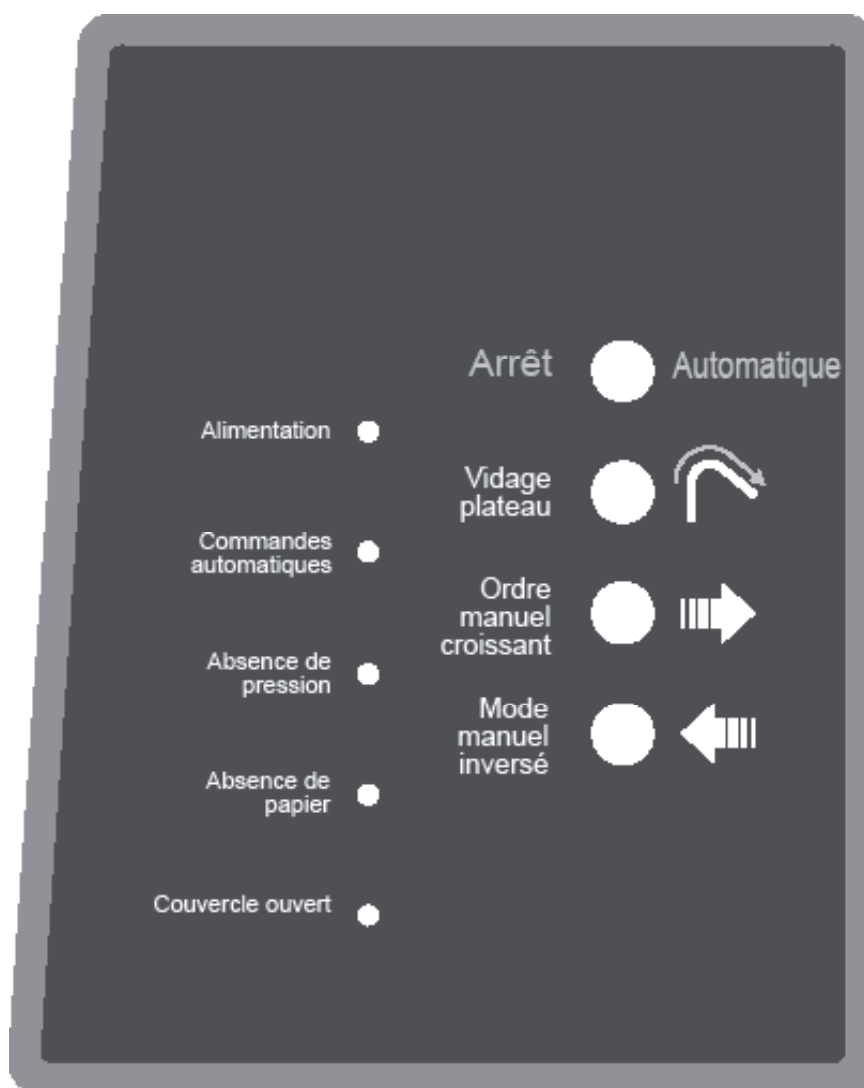 Arrêt
Automatique
Alimentation
Vidage
plateau
Commandes
automatiques
Ordre
manuel
croissant
Absence de
pression
Mode
manuel
inversé
Absence de
papier
Couvercle ouvert